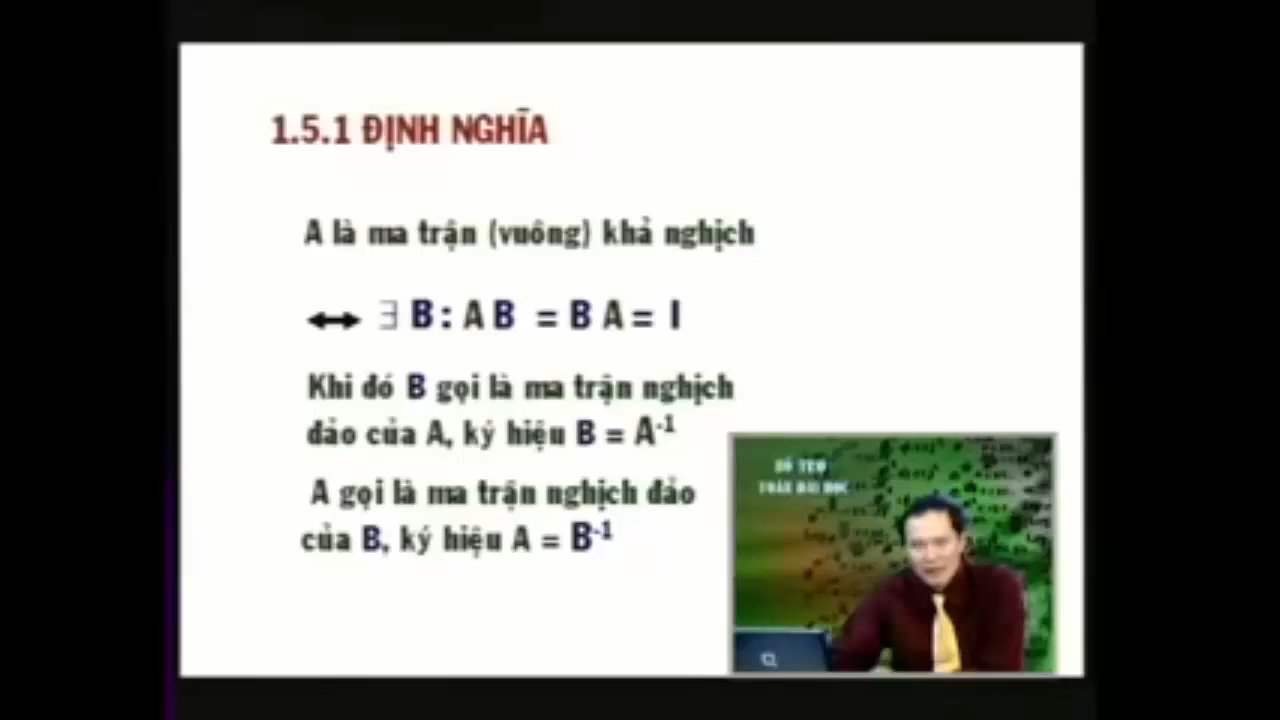 1.5.1 ĐỊNH NGHĨA
A là ma trận (vuông) khả nghịch
↔ ∃ B : A B = B A = I
Khi đó B gọi là ma trận nghịch
đảo của A, ký hiệu B = A⁻¹
A gọi là ma trận nghịch đảo
của B, ký hiệu A = B⁻¹